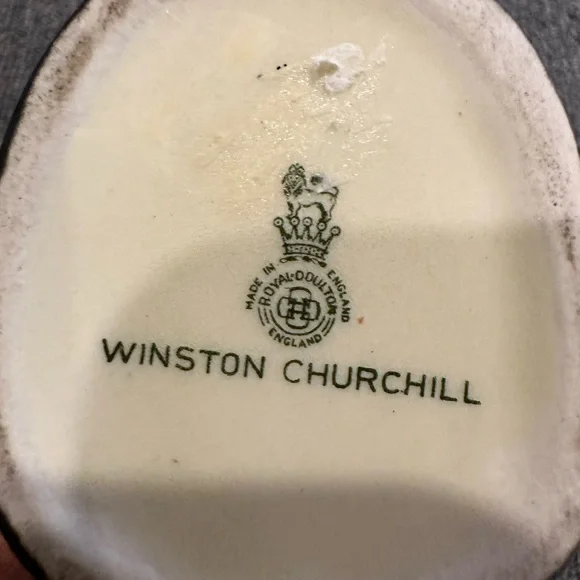 MADE IN ENGLAND
ROYAL·DOULTON
ENGLAND
WINSTON CHURCHILL